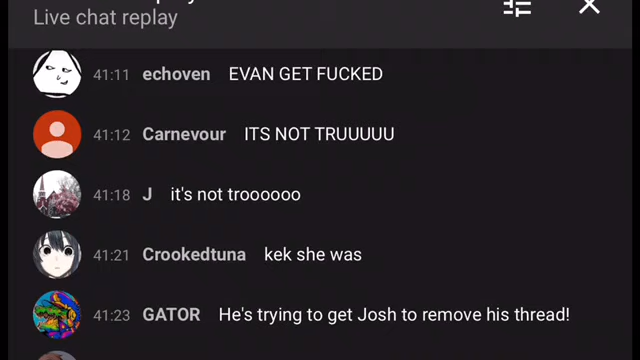 Live chat replay
41:11 echoven EVAN GET FUCKED
41:12 Carnevour ITS NOT TRUUUUU
41:18 J it's not troooooo
41:21 Crookedtuna kek she was
41:23 GATOR He's trying to get Josh to remove his thread!